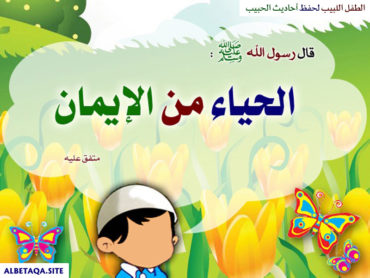 الطفل اللبيب لحفظ أحاديث الحبيب
قال رسول الله ﷺ :
الحياء من الإيمان
متفق عليه
ALBETAQA.SITE